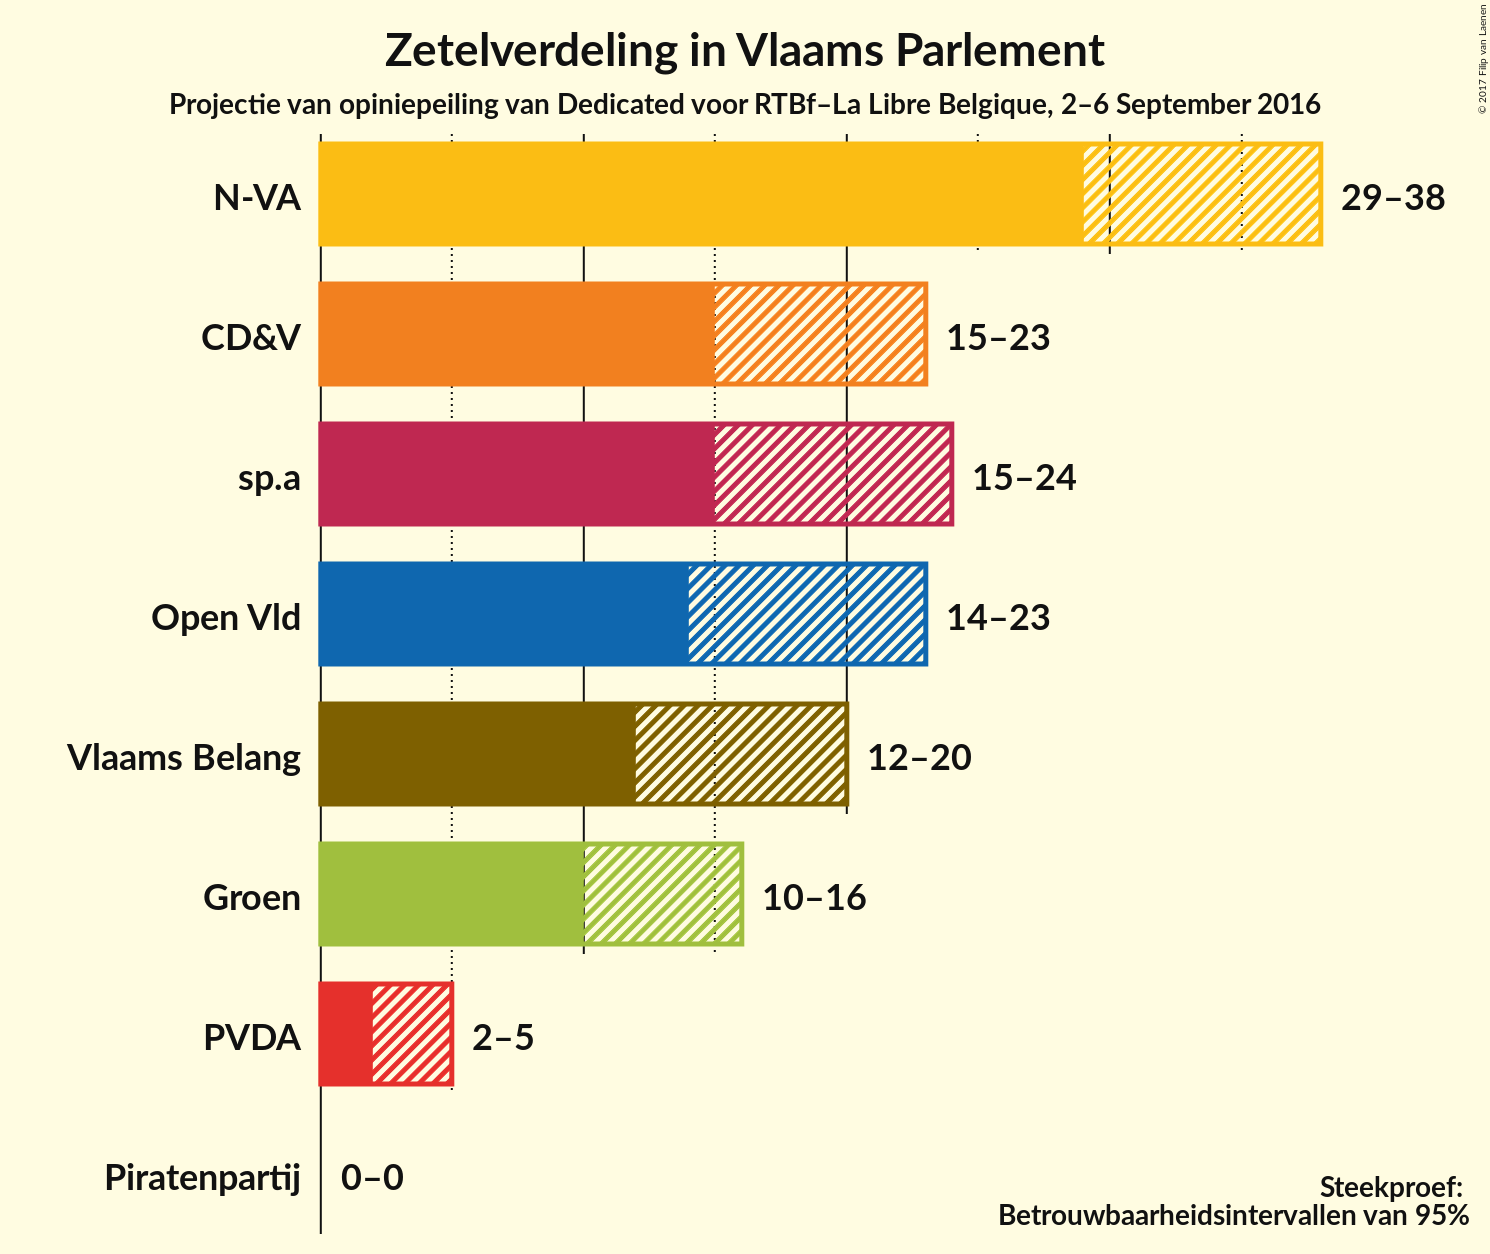 Zetelverdeling in Vlaams Parlement
Projectie van opiniepeiling van Dedicated voor RTBf–La Libre Belgique, 2–6 September 2016
© 2017 Filip van Laenen
N-VA 29–38
CD&V 15–23
sp.a 15–24
Open Vld 14–23
Vlaams Belang 12–20
Groen 10–16
PVDA 2–5
Piratenpartij 0–0
Steekproef:
Betrouwbaarheidsintervallen van 95%